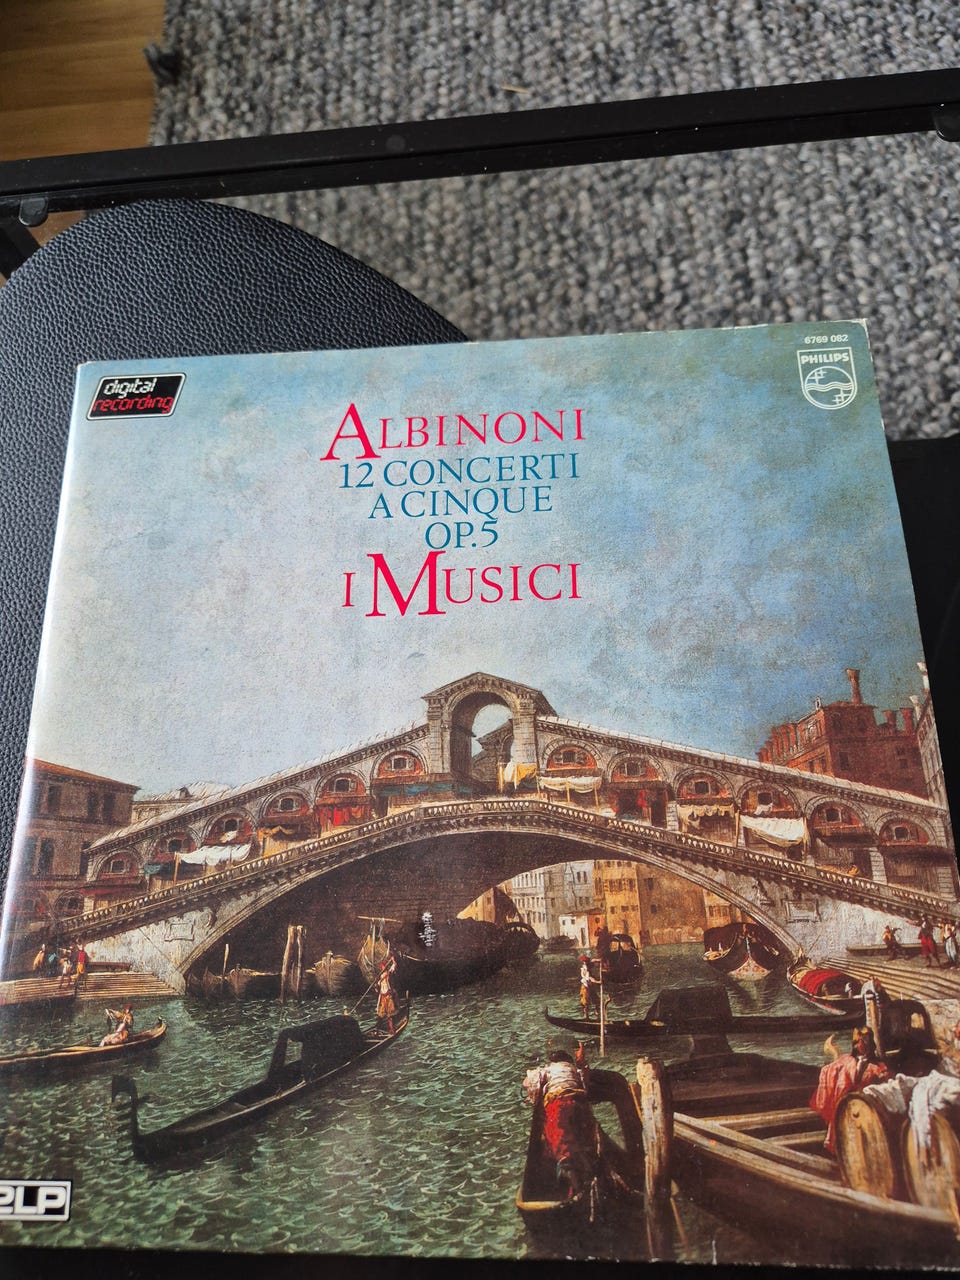 6769 082
PHILIPS
digital
recording
ALBINONI
12 CONCERTI
A CINQUE
OP.5
I MUSICI
2LP